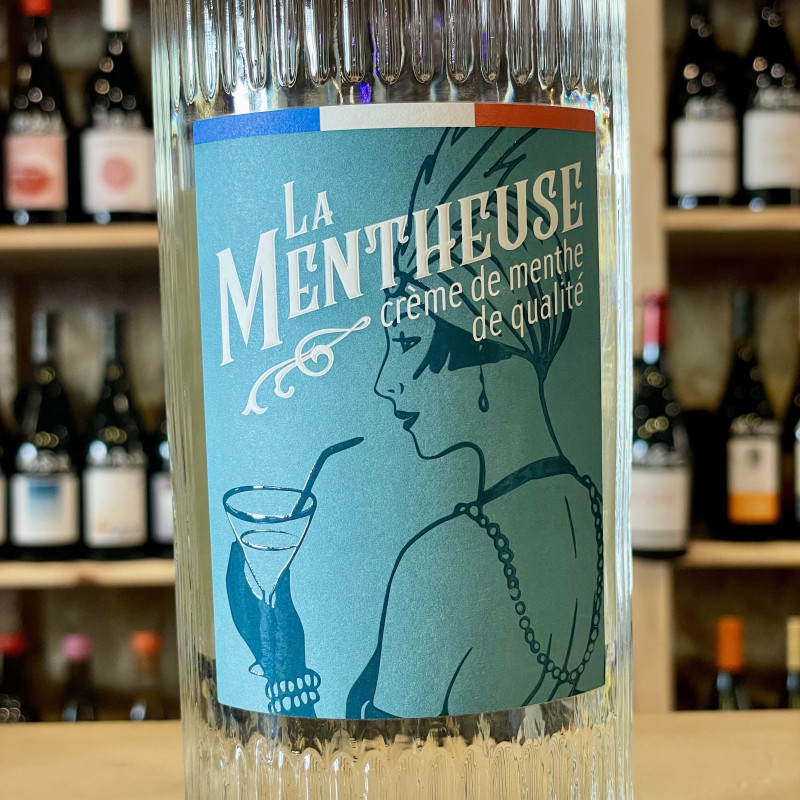 LA
MENTHEUSE
crème de menthe
de qualité